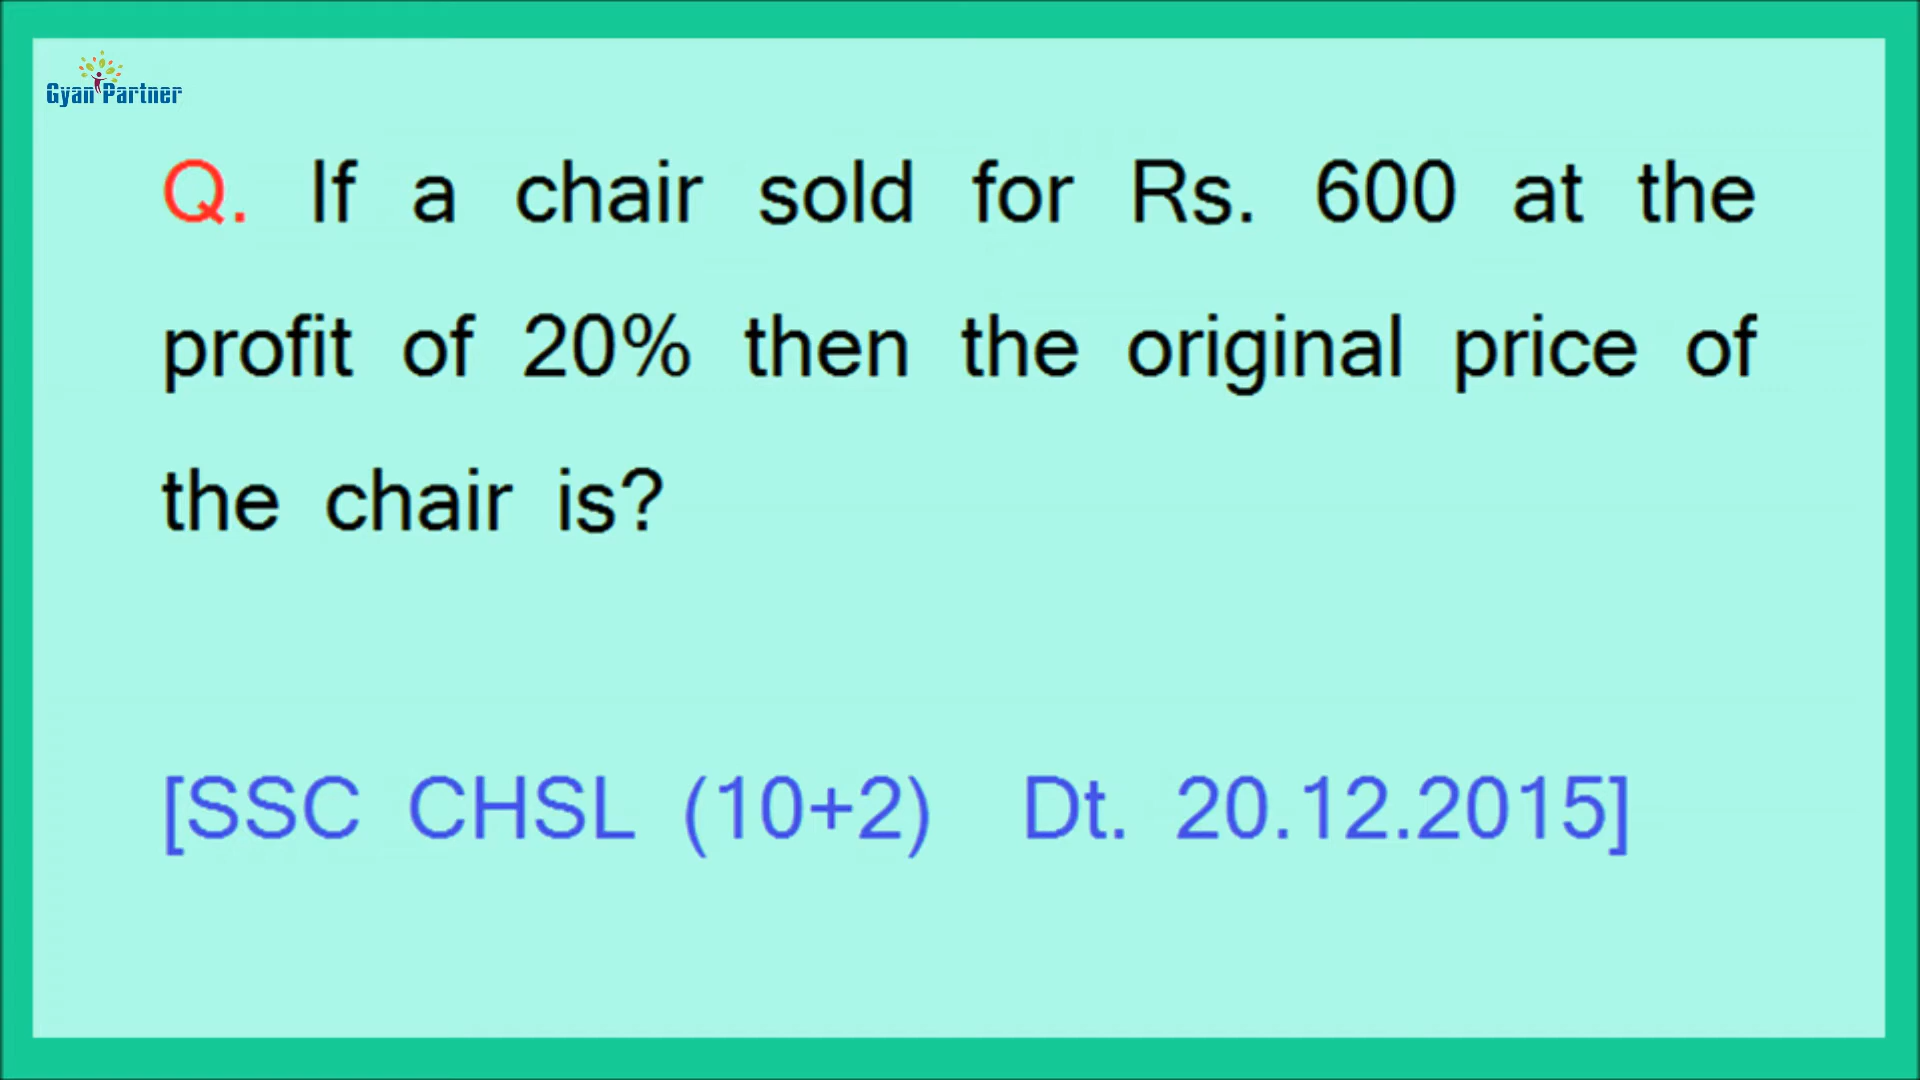 Gyan Partner
Q. If a chair sold for Rs. 600 at the
profit of 20% then the original price of
the chair is?
[SSC CHSL (10+2) Dt. 20.12.2015]